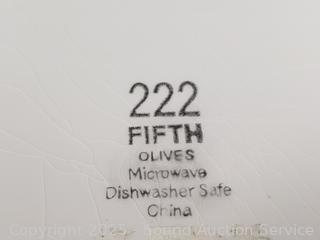 222
FIFTH
OLIVES
Microwave
Dishwasher Safe
China
Copyright 2025 - Sound Auction Service